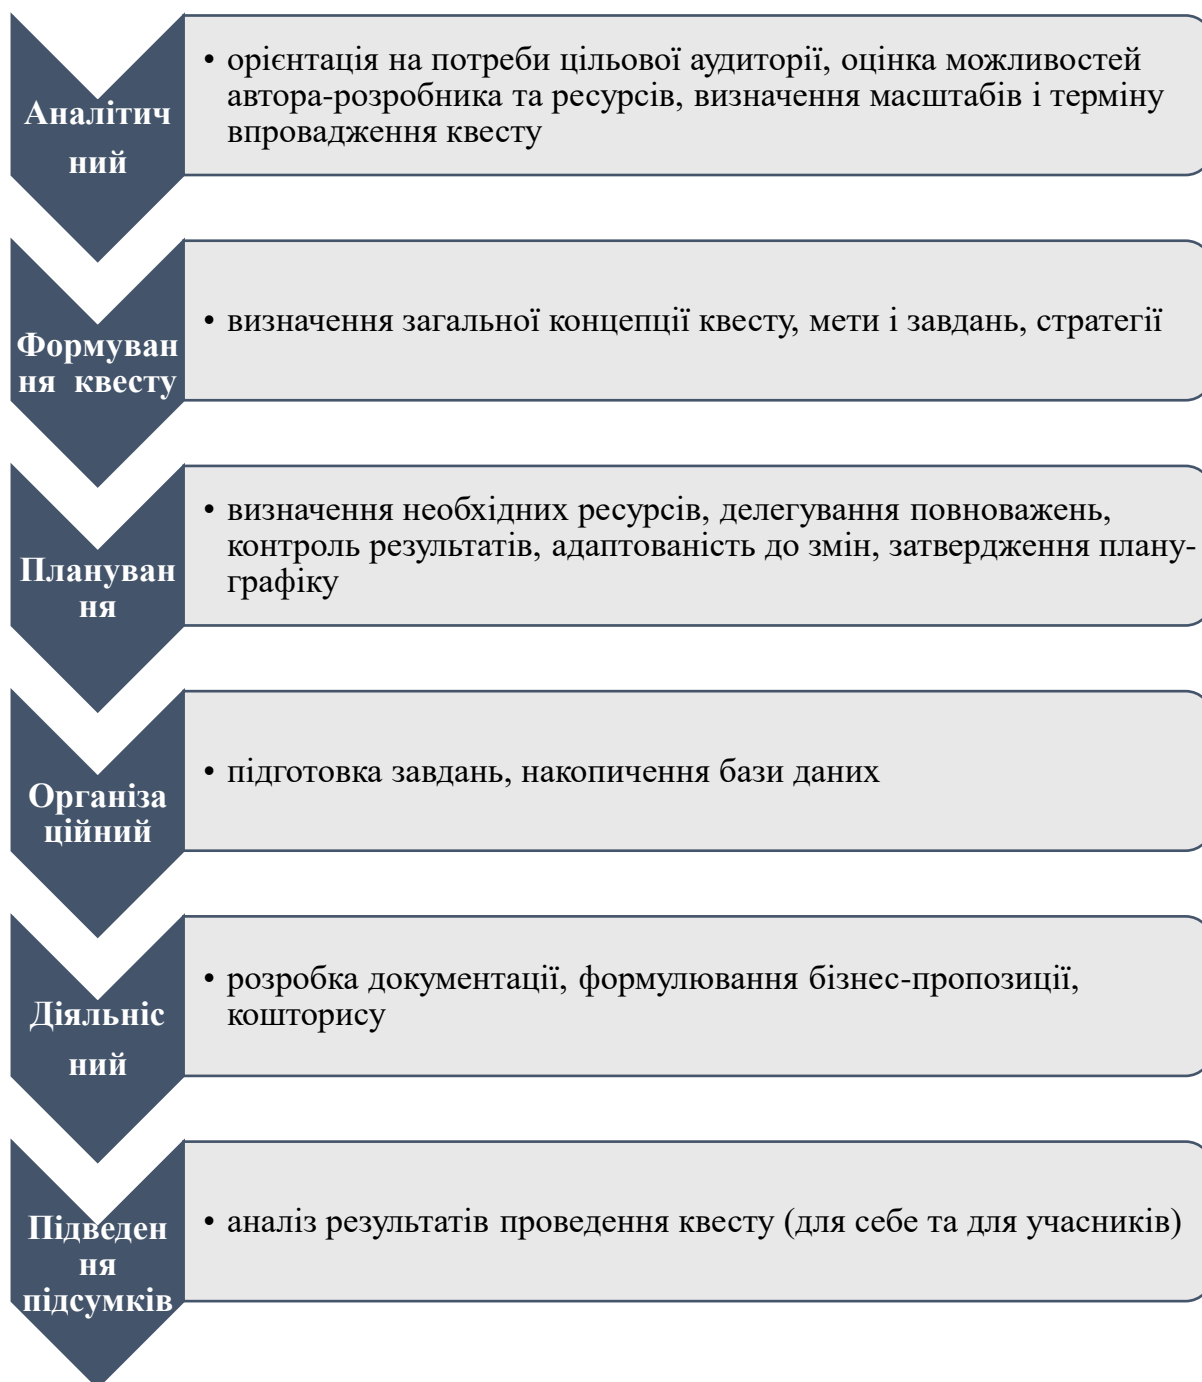 Аналітич
ний
• орієнтація на потреби цільової аудиторії, оцінка можливостей
автора-розробника та ресурсів, визначення масштабів і терміну
впровадження квесту
Формуван
ня квесту
• визначення загальної концепції квесту, мети і завдань, стратегії
Плануван
ня
• визначення необхідних ресурсів, делегування повноважень,
контроль результатів, адаптованість до змін, затвердження плану-
графіку
Організа
ційний
• підготовка завдань, накопичення бази даних
Діяльніс
ний
• розробка документації, формулювання бізнес-пропозиції,
кошторису
Підведен
ня
підсумків
• аналіз результатів проведення квесту (для себе та для учасників)